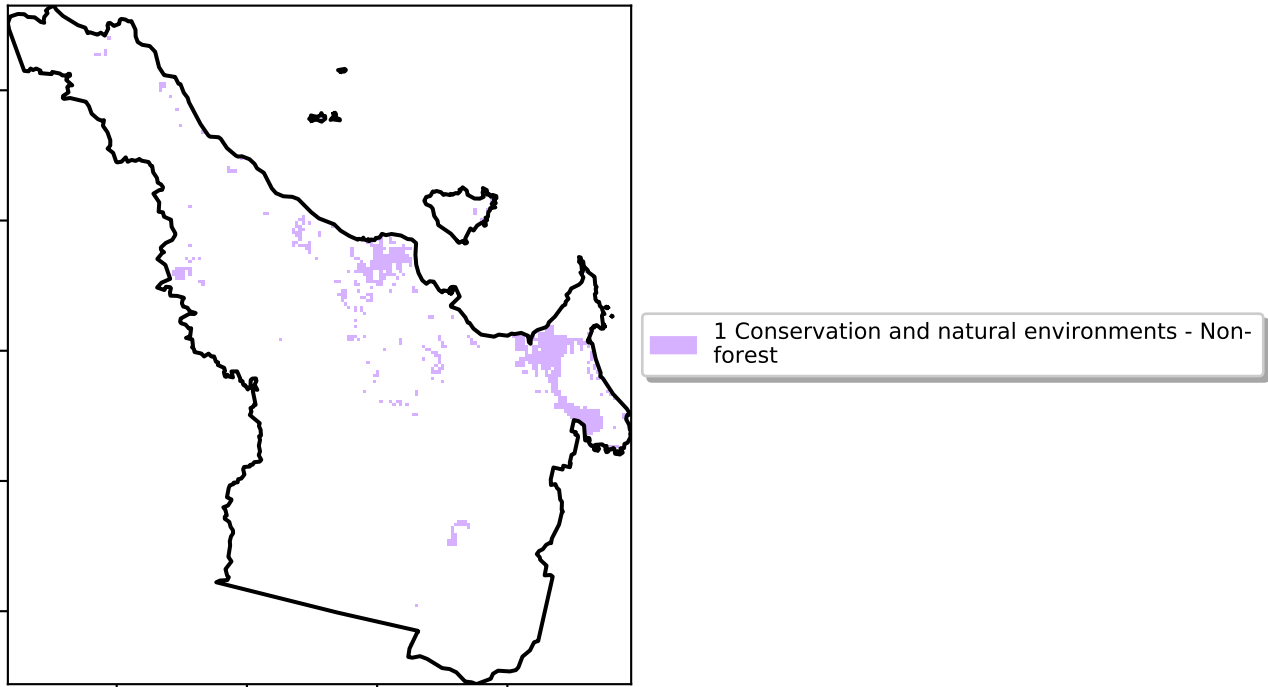 1 Conservation and natural environments - Non-
forest